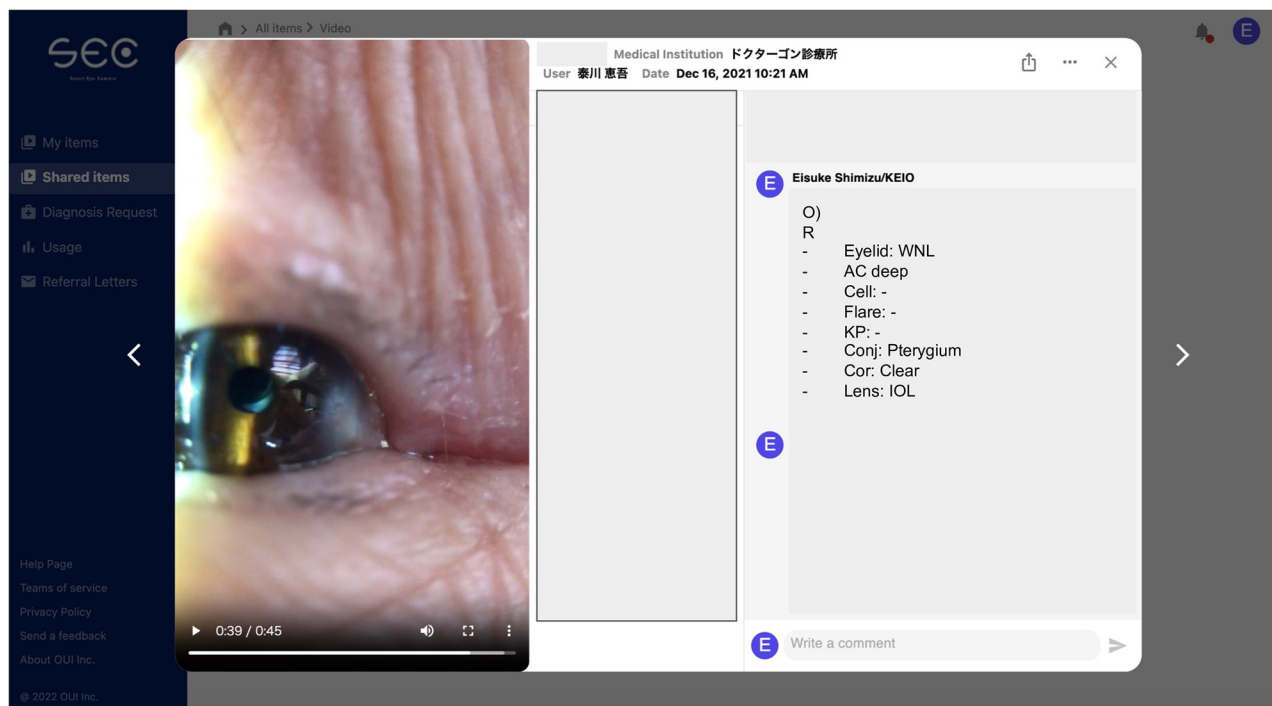 All items > Video
E
SEC
Smart Eye Camera
My items
Shared items
Diagnosis Request
Usage
Referral Letters
Help Page
Teams of service
Privacy Policy
Send a feedback
About OUI Inc.
@ 2022 OUI Inc.
0:39 / 0:45
Medical Institution ドクターゴン診療所
User 泰川 恵吾 Date Dec 16, 2021 10:21 AM
E Eisuke Shimizu/KEIO
O)
R
- Eyelid: WNL
- AC deep
- Cell: -
- Flare: -
- KP: -
- Conj: Pterygium
- Cor: Clear
- Lens: IOL
E
E Write a comment